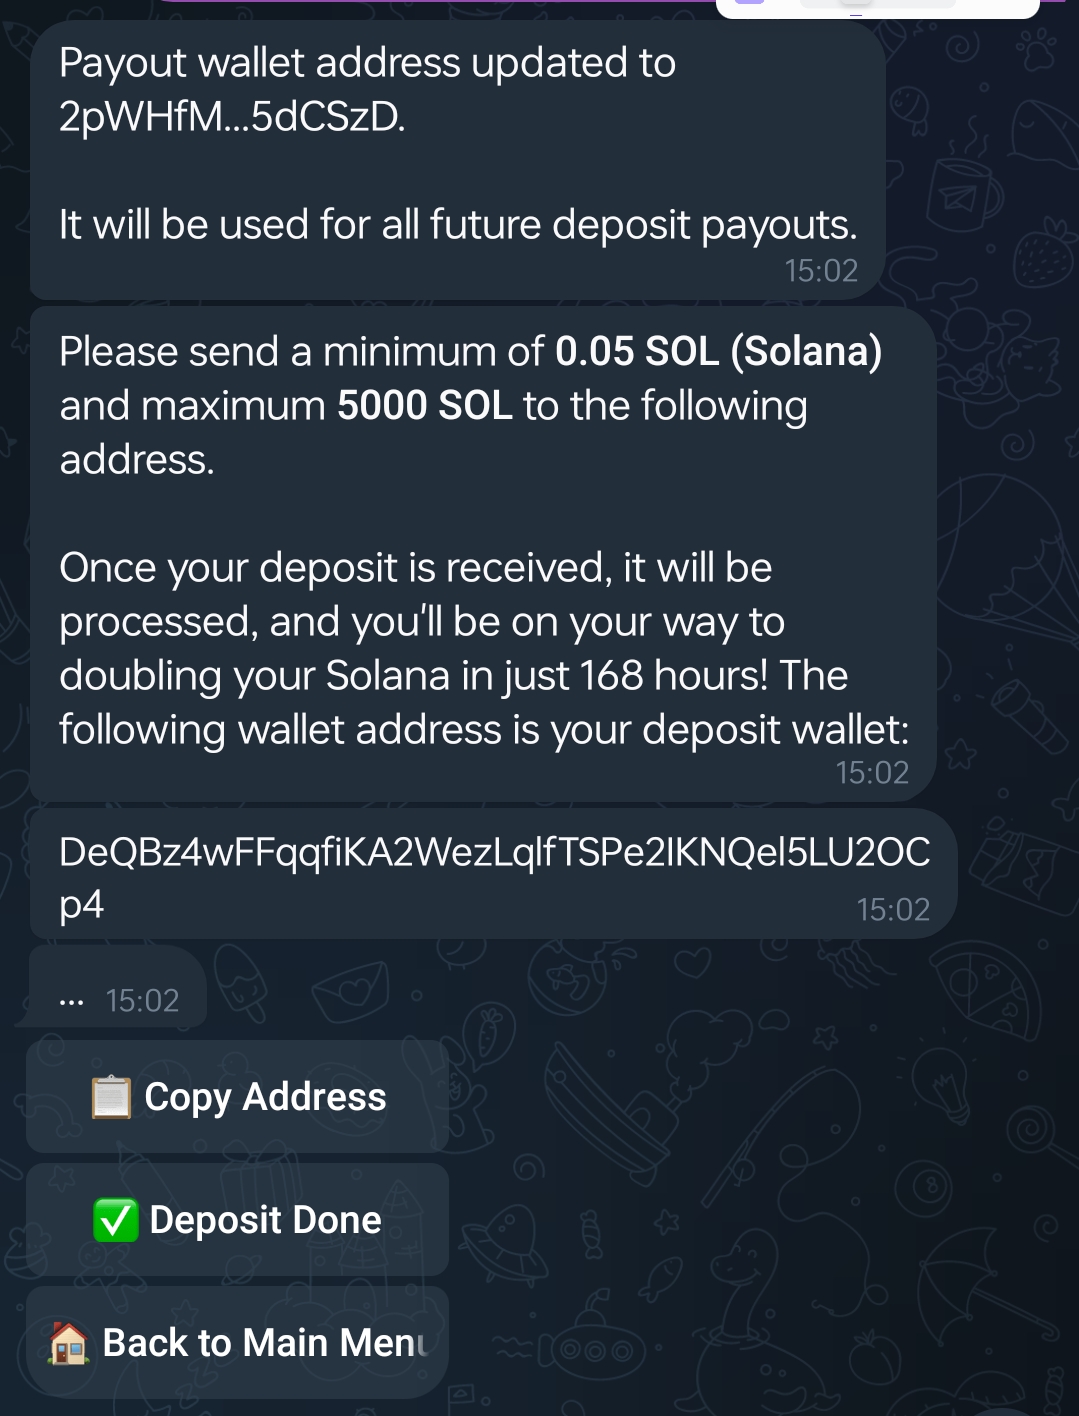 Payout wallet address updated to
2pWHfM...5dCSzD.
It will be used for all future deposit payouts.
15:02
Please send a minimum of 0.05 SOL (Solana)
and maximum 5000 SOL to the following
address.
Once your deposit is received, it will be
processed, and you'll be on your way to
doubling your Solana in just 168 hours! The
following wallet address is your deposit wallet:
15:02
DeQBz4wFFqqfiKA2WezLqlfTSPe2IKNQel5LU2OC
p4
15:02
... 15:02
📋 Copy Address
✅ Deposit Done
🏠 Back to Main Menu